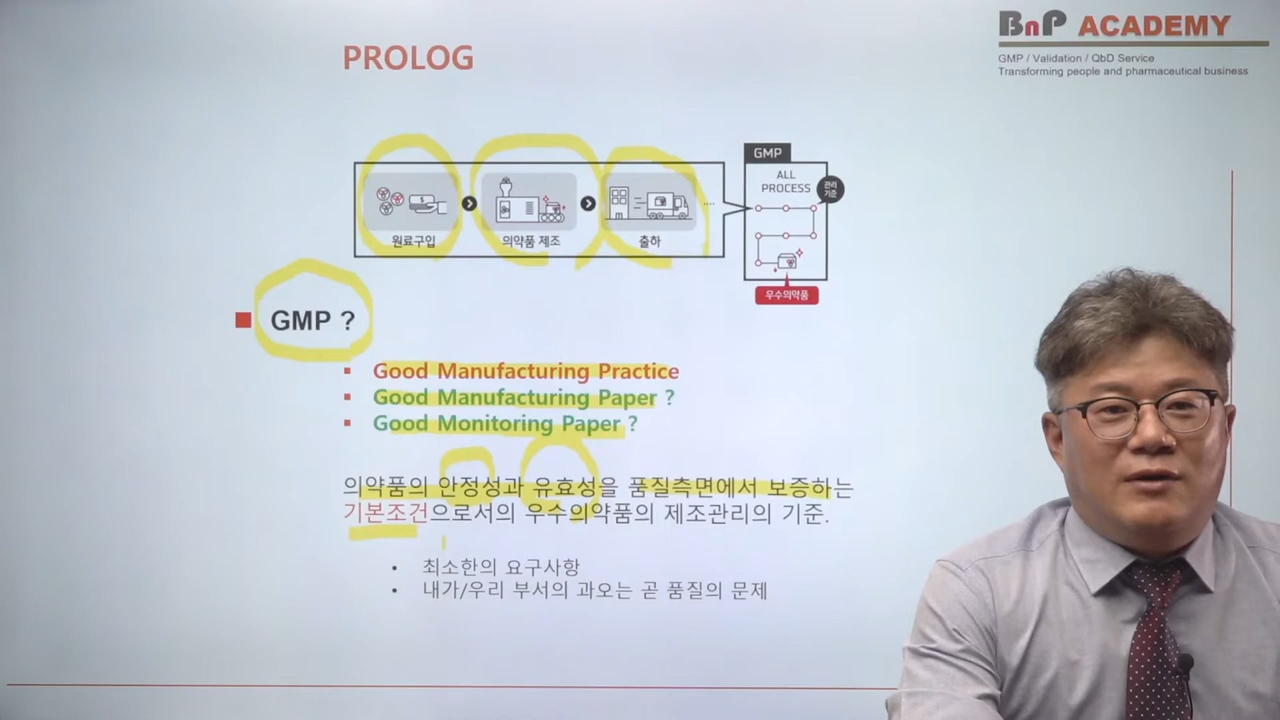 BnP ACADEMY
GMP / Validation / QbD Service
Transforming people and pharmaceutical business
PROLOG
원료구입
의약품 제조
출하
....
GMP
ALL
PROCESS
관리
기준
우수의약품
■ GMP ?
▪ Good Manufacturing Practice
▪ Good Manufacturing Paper ?
▪ Good Monitoring Paper ?
의약품의 안정성과 유효성을 품질측면에서 보증하는
기본조건으로서의 우수의약품의 제조관리의 기준.
• 최소한의 요구사항
• 내가/우리 부서의 과오는 곧 품질의 문제